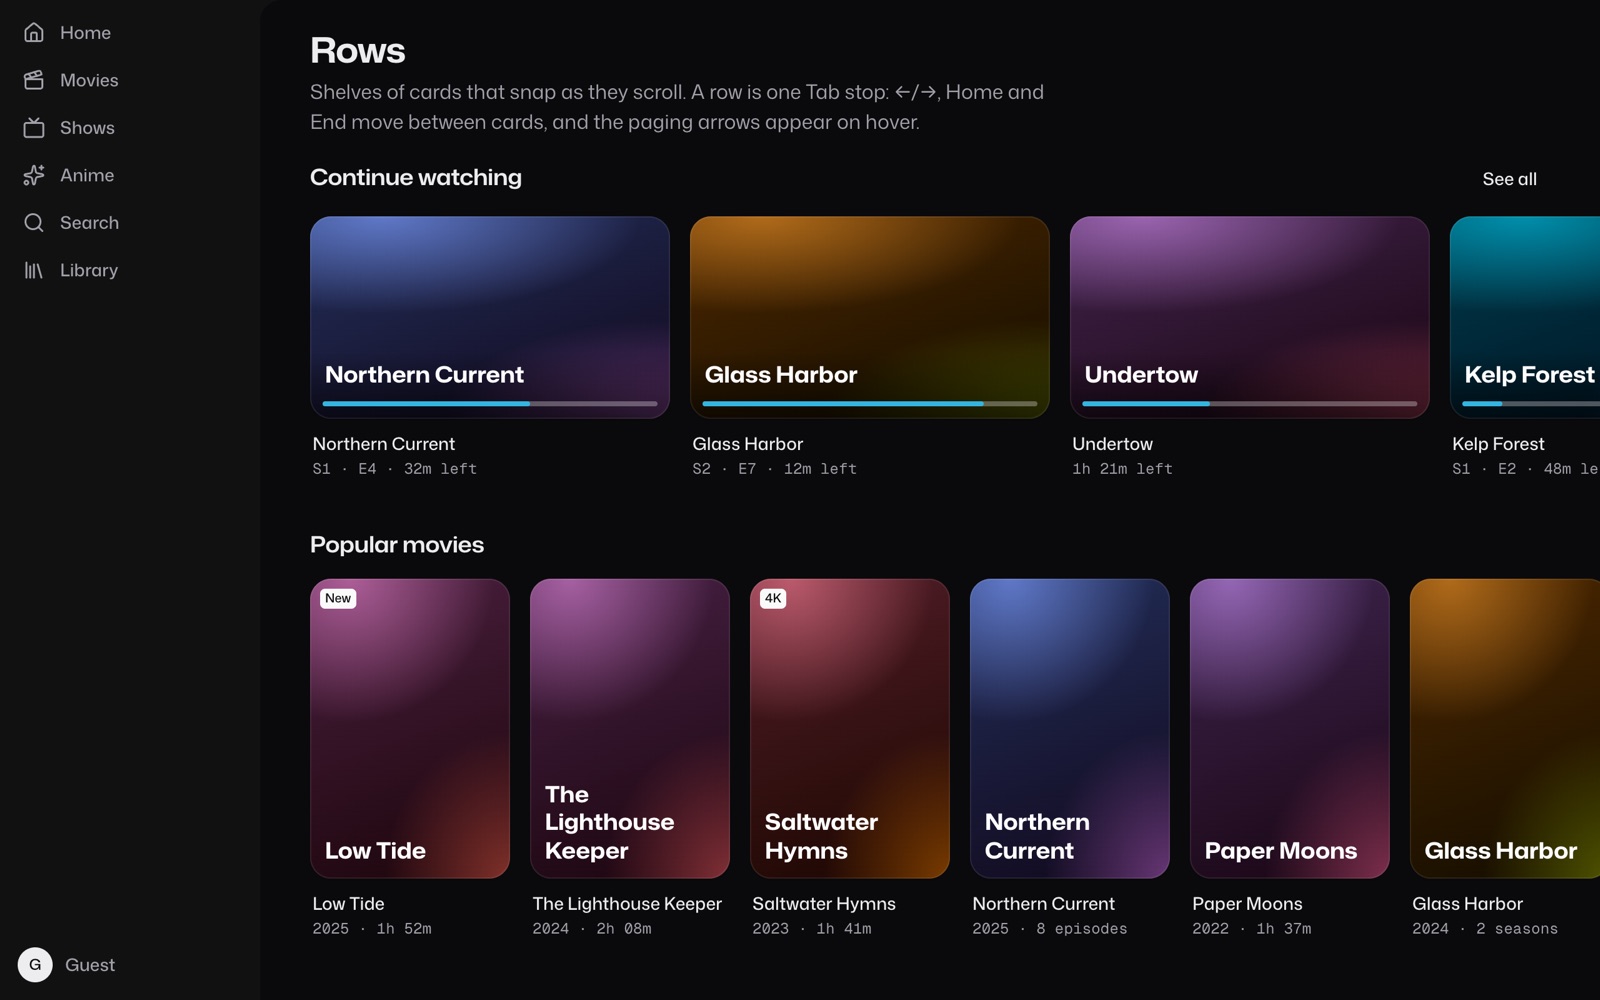 Home
Movies
Shows
Anime
Search
Library
G
Guest
Rows
Shelves of cards that snap as they scroll. A row is one Tab stop: ←/→, Home and
End move between cards, and the paging arrows appear on hover.
Continue watching
See all
Northern Current
Glass Harbor
Undertow
Kelp Forest
Northern Current
Glass Harbor
Undertow
Kelp Forest
S1 · E4 · 32m left
S2 · E7 · 12m left
1h 21m left
S1 · E2 · 48m le
Popular movies
New
4K
Low Tide
The
Lighthouse
Keeper
Saltwater
Hymns
Northern
Current
Paper Moons
Glass Harbor
Low Tide
The Lighthouse Keeper
Saltwater Hymns
Northern Current
Paper Moons
Glass Harbor
2025 · 1h 52m
2024 · 2h 08m
2023 · 1h 41m
2025 · 8 episodes
2022 · 1h 37m
2024 · 2 seasons